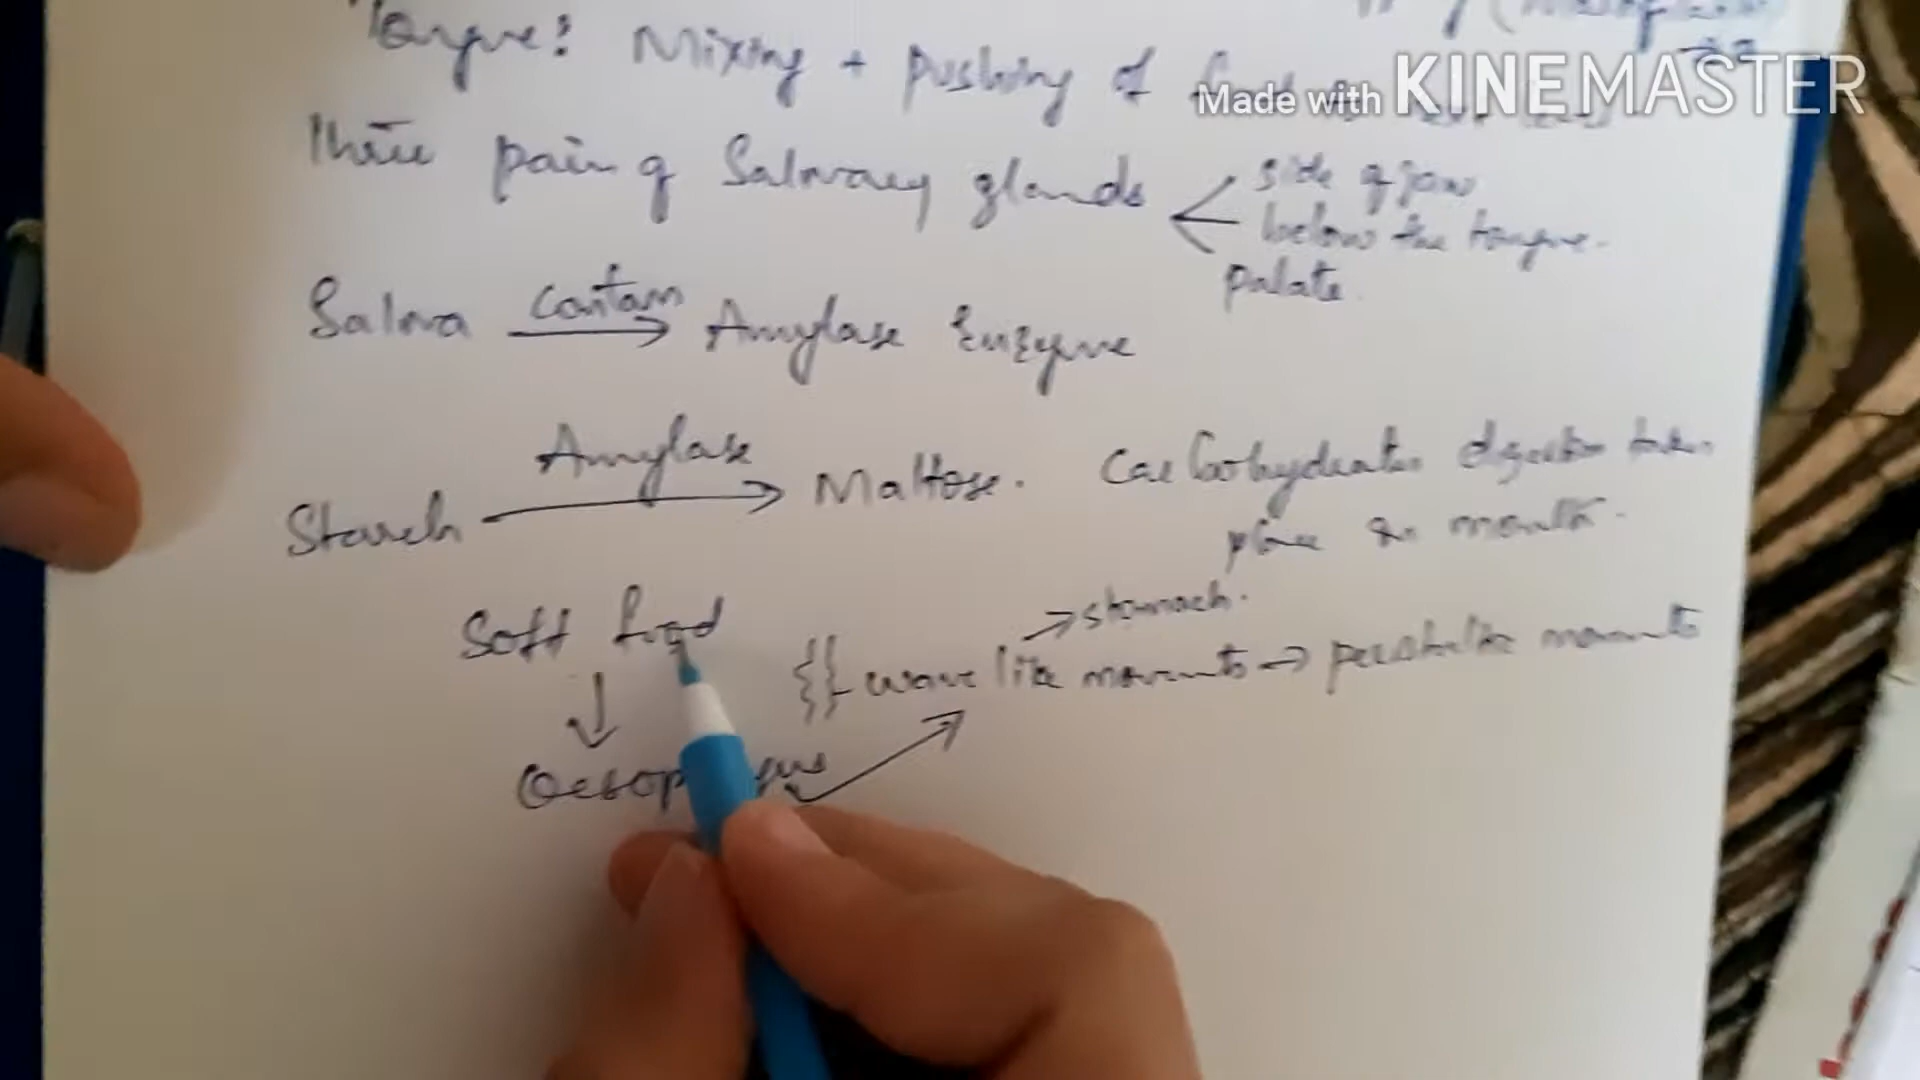 Tongue: Mixing + pushing of
Made with KINEMASTER
Three pair of Salivary glands
side of jaw
below the tongue.
palate.
Saliva contain Amylase Enzyme
Starch Amylase Maltose. Carbohydrates digestion takes
place in mouth.
Soft food
stomach.
wave like movements → peristaltic movements